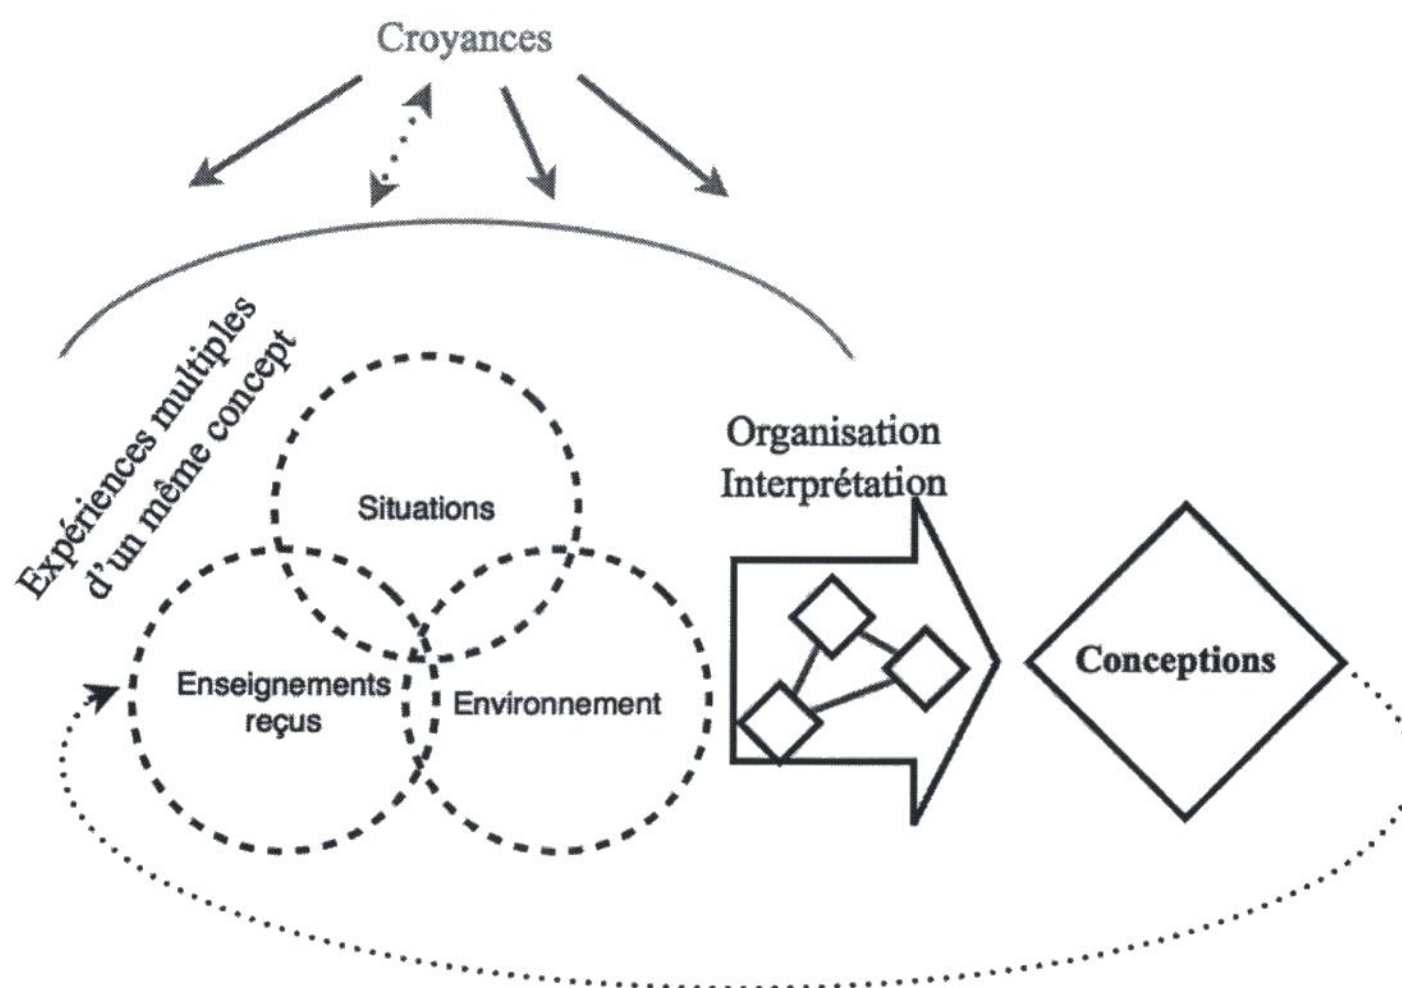 Croyances
Expériences multiples
d'un même concept
Situations
Organisation
Interprétation
Enseignements
reçus
Environnement
Conceptions